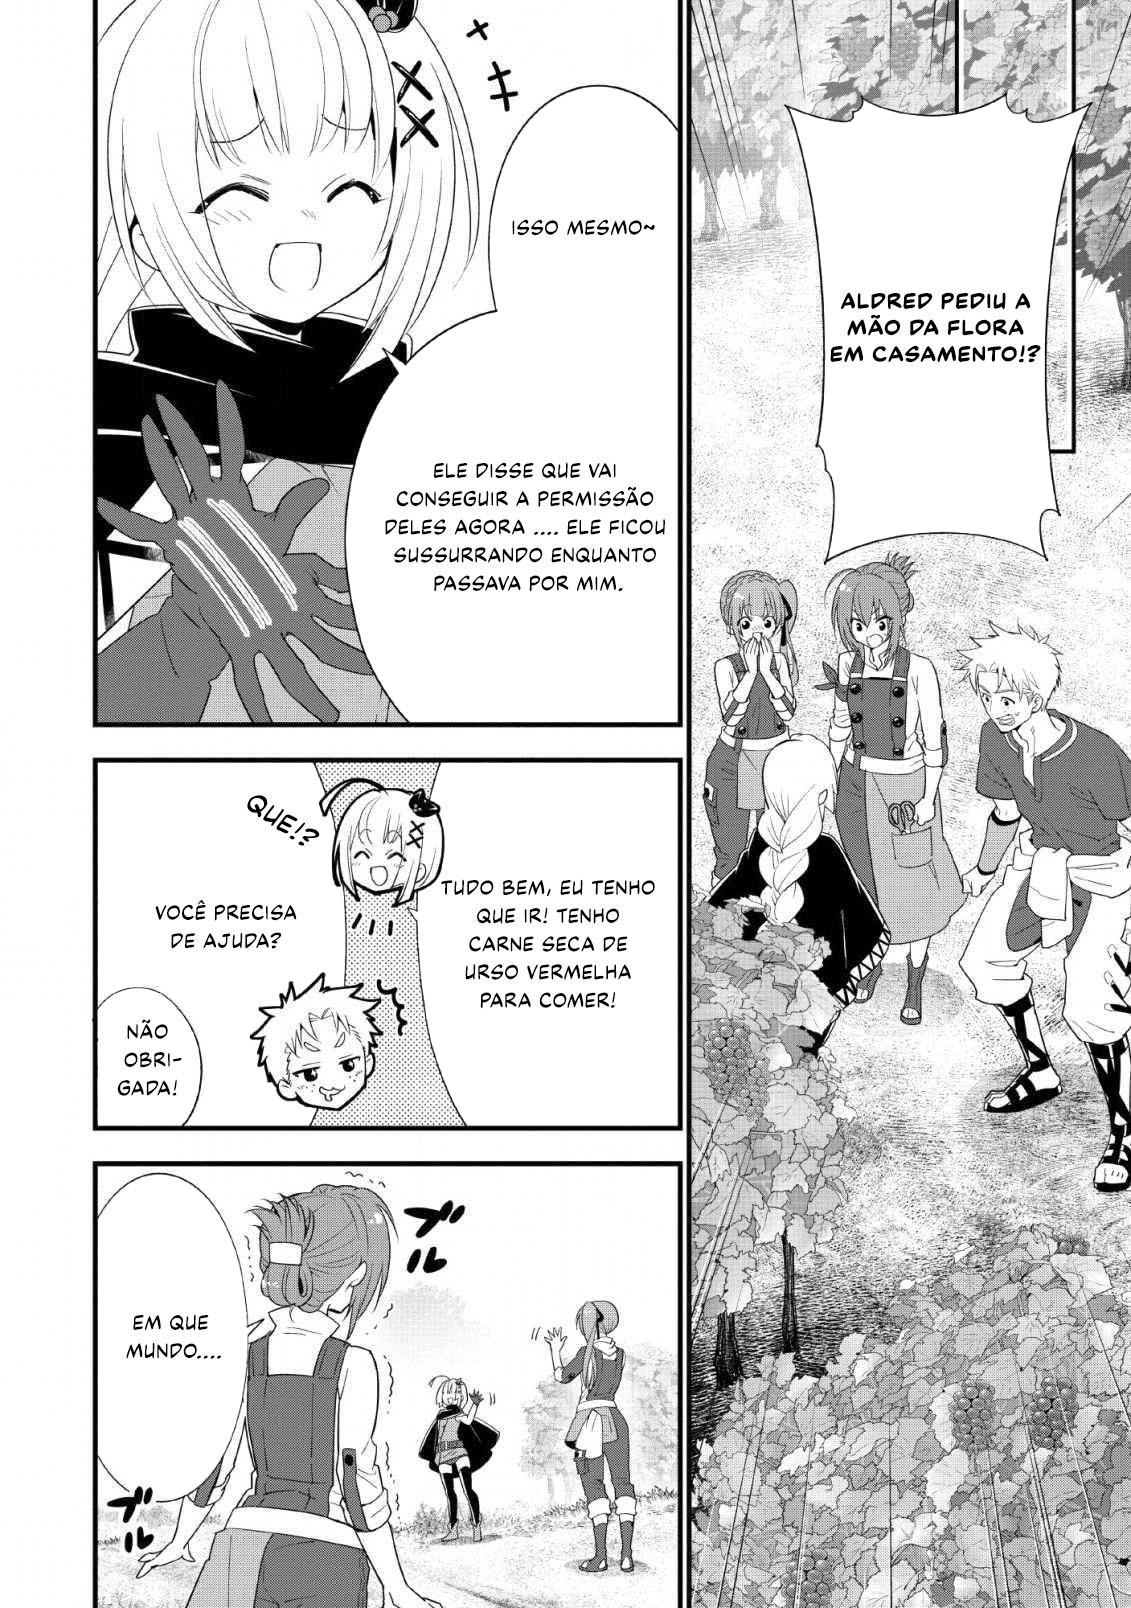 ALDRED PEDIU A
MÃO DA FLORA
EM CASAMENTO!?
ISSO MESMO~
ELE DISSE QUE VAI
CONSEGUIR A PERMISSÃO
DELES AGORA .... ELE FICOU
SUSSURRANDO ENQUANTO
PASSAVA POR MIM.
TUDO BEM, EU TENHO
QUE IR! TENHO
CARNE SECA DE
URSO VERMELHA
PARA COMER!
QUE!?
VOCÊ PRECISA
DE AJUDA?
NÃO
OBRI-
GADA!
ブル
EM QUE
MUNDO....
ブル